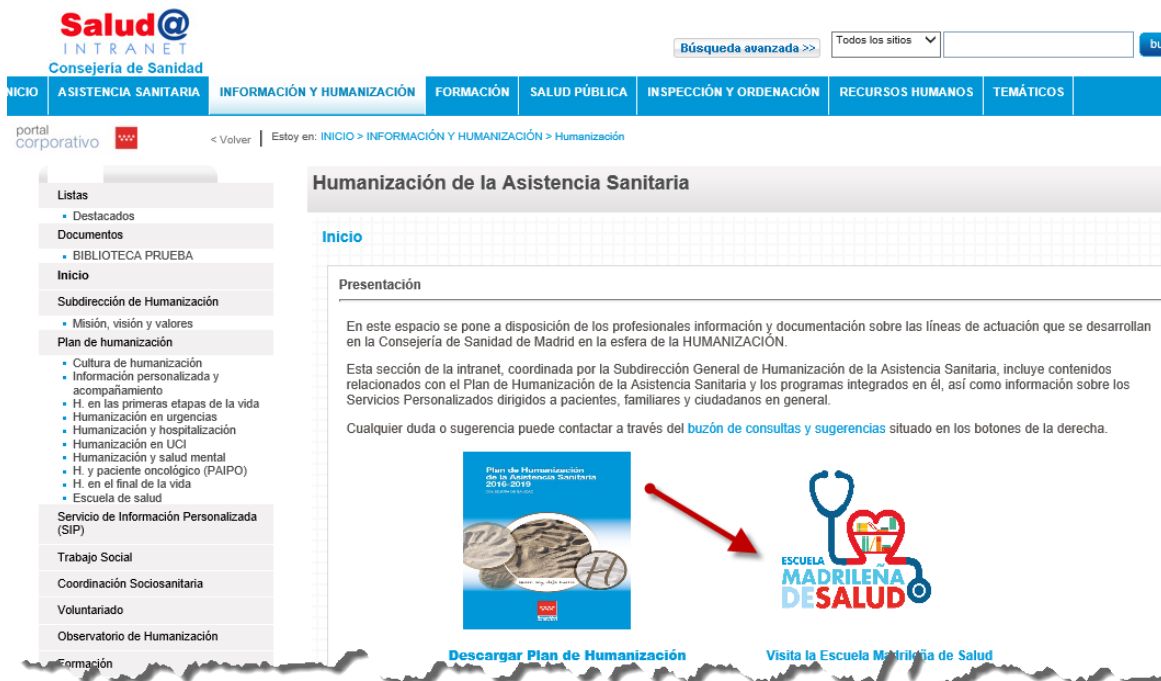 Salud@
INTRANET
Consejería de Sanidad
Búsqueda avanzada >>
Todos los sitios
bu
NICIO
ASISTENCIA SANITARIA
INFORMACIÓN Y HUMANIZACIÓN
FORMACIÓN
SALUD PÚBLICA
INSPECCIÓN Y ORDENACIÓN
RECURSOS HUMANOS
TEMÁTICOS
portal
corporativo
< Volver
Estoy en: INICIO > INFORMACIÓN Y HUMANIZACIÓN > Humanización
Listas
Destacados
Documentos
BIBLIOTECA PRUEBA
Inicio
Subdirección de Humanización
Misión, visión y valores
Plan de humanización
Cultura de humanización
Información personalizada y
acompañamiento
H. en las primeras etapas de la vida
Humanización en urgencias
Humanización y hospitalización
Humanización en UCI
Humanización y salud mental
H. y paciente oncológico (PAIPO)
H. en el final de la vida
Escuela de salud
Servicio de Información Personalizada
(SIP)
Trabajo Social
Coordinación Sociosanitaria
Voluntariado
Observatorio de Humanización
Formación
Humanización de la Asistencia Sanitaria
Inicio
Presentación
En este espacio se pone a disposición de los profesionales información y documentación sobre las líneas de actuación que se desarrollan
en la Consejería de Sanidad de Madrid en la esfera de la HUMANIZACIÓN.
Esta sección de la intranet, coordinada por la Subdirección General de Humanización de la Asistencia Sanitaria, incluye contenidos
relacionados con el Plan de Humanización de la Asistencia Sanitaria y los programas integrados en él, así como información sobre los
Servicios Personalizados dirigidos a pacientes, familiares y ciudadanos en general.
Cualquier duda o sugerencia puede contactar a través del buzón de consultas y sugerencias situado en los botones de la derecha.
Plan de Humanización
de la Asistencia Sanitaria
2016-2019
H
ESCUELA
MADRILEÑA
DESALUD
Descargar Plan de Humanización
Visita la Escuela Madrileña de Salud